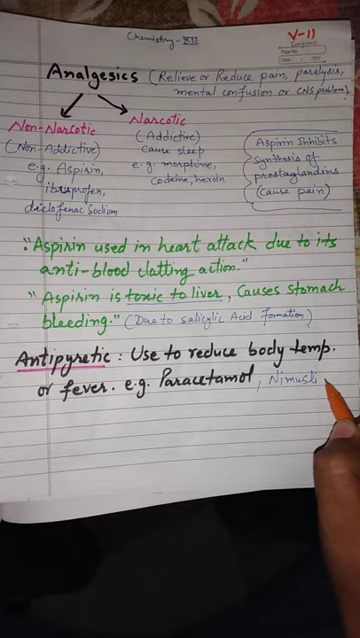 Chemistry-XII
V-11
Analgesics (Relieve or Reduce pain, paralysis,
mental confusion or CNS problem)
Non-Narcotic
(Non-Addictive)
e.g. Aspirin,
ibuprofen,
diclofenac Sodium
Narcotic
(Addictive)
cause sleep
e.g. morphine,
Codeine, heroin
Aspirin Inhibits
synthesis of
prostaglandins
(cause pain)
"Aspirin used in heart attack due to its
anti-blood clatting action."
"Aspirin is toxic to liver, Causes stomach
bleeding." (Due to salicylic Acid formation)
Antipyretic : Use to reduce body temp.
or fever. e.g. Paracetamol, Nimusli